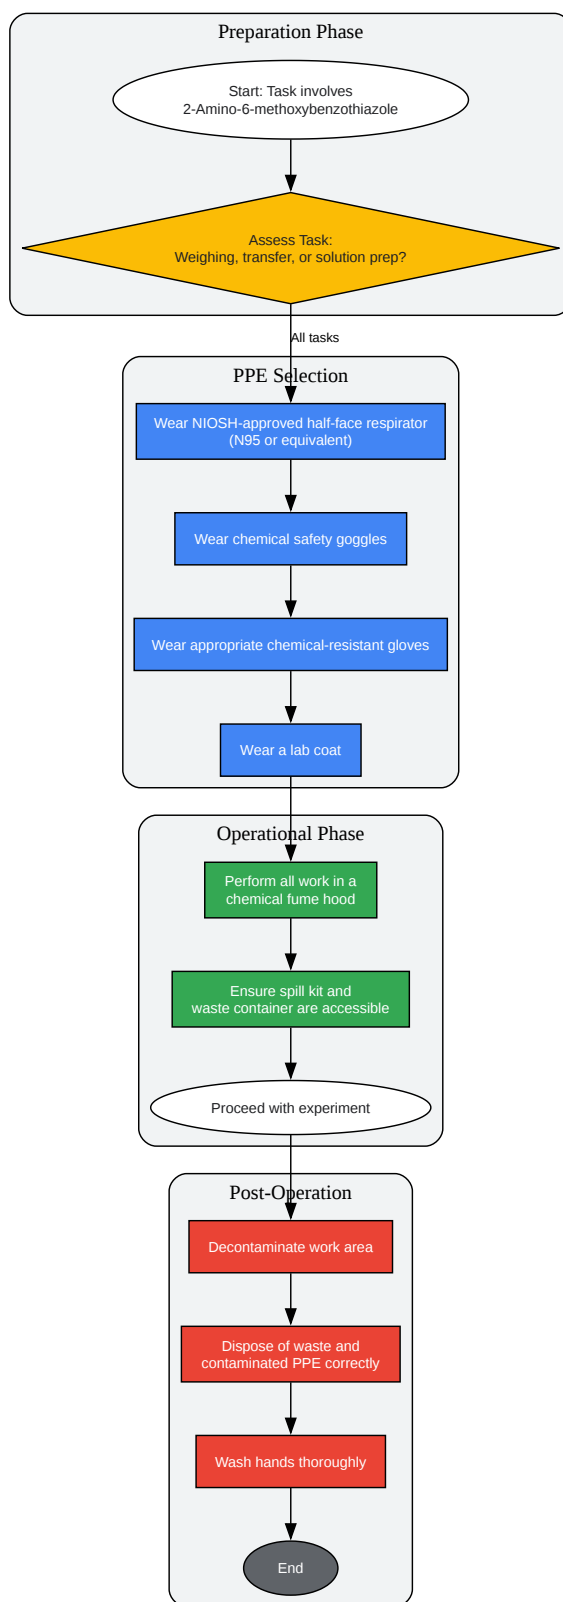 Preparation Phase
Start: Task involves
2-Amino-6-methoxybenzothiazole
Assess Task:
Weighing, transfer, or solution prep?
All tasks
PPE Selection
Wear NIOSH-approved half-face respirator
(N95 or equivalent)
Wear chemical safety goggles
Wear appropriate chemical-resistant gloves
Wear a lab coat
Operational Phase
Perform all work in a
chemical fume hood
Ensure spill kit and
waste container are accessible
Proceed with experiment
Post-Operation
Decontaminate work area
Dispose of waste and
contaminated PPE correctly
Wash hands thoroughly
End